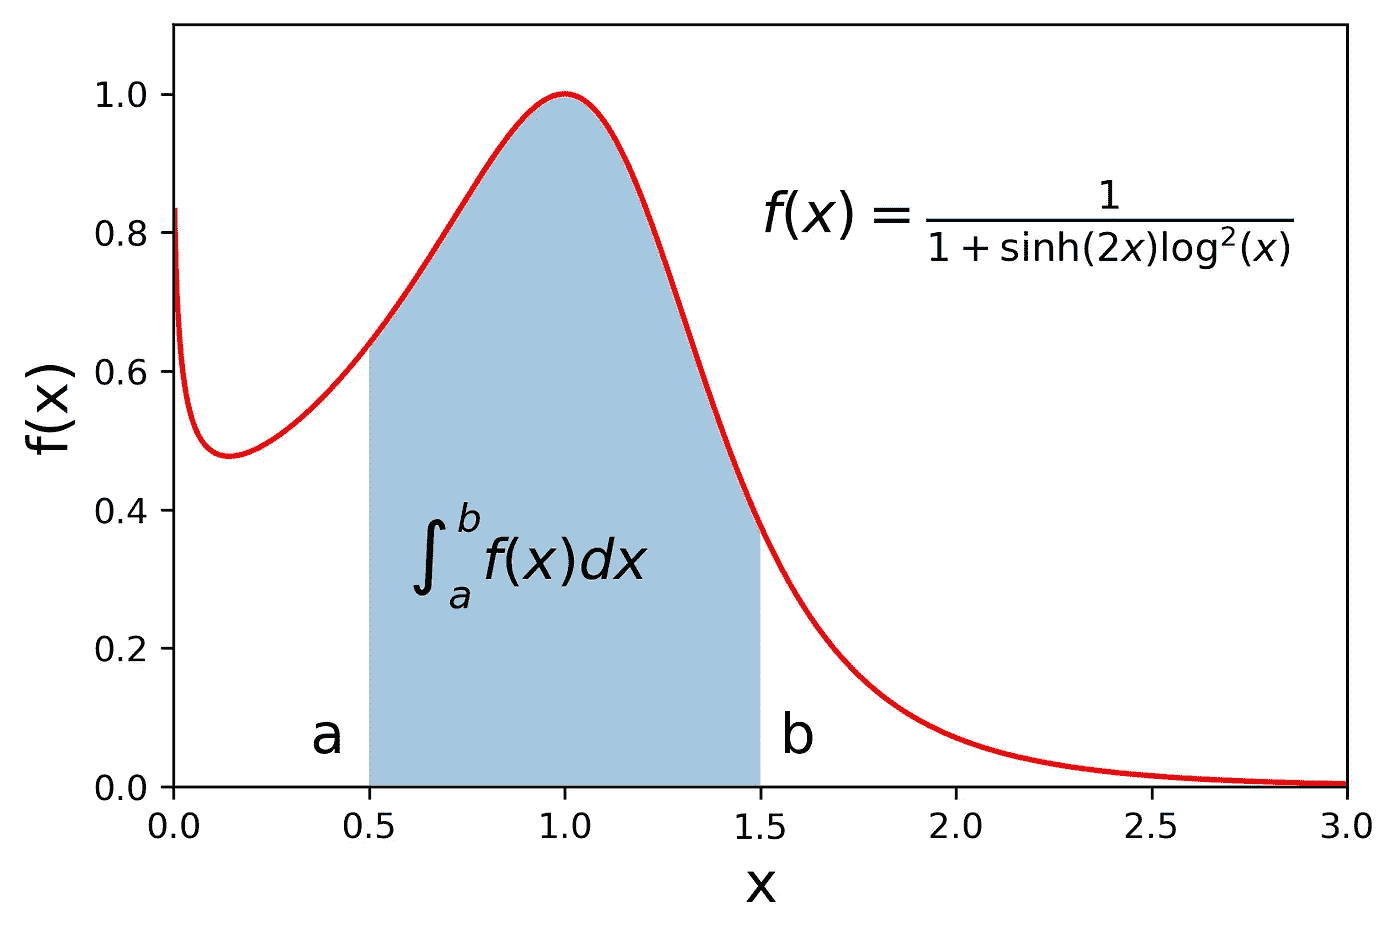 1.0
0.8
0.6
0.4
0.2
0.0
f(x)
f(x) = 1 / (1 + sinh(2x)log²(x))
∫ₐᵇ f(x)dx
a
b
0.0 0.5 1.0 1.5 2.0 2.5 3.0
x